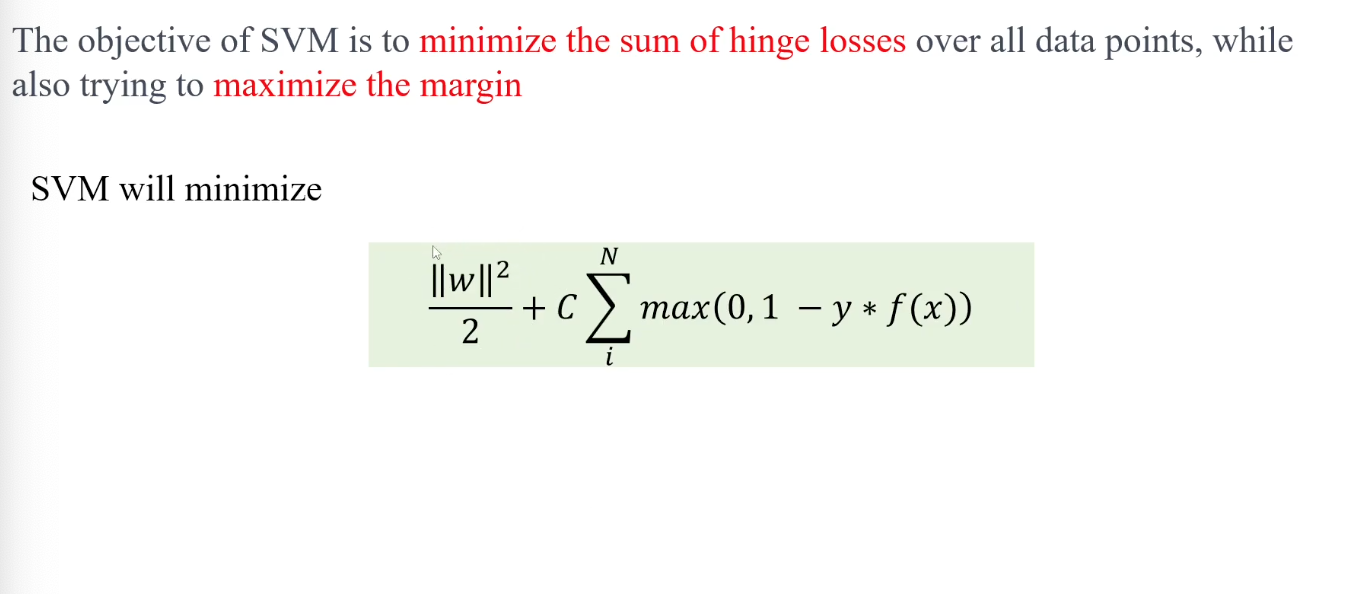 The objective of SVM is to minimize the sum of hinge losses over all data points, while
also trying to maximize the margin
SVM will minimize
$\frac{\|w\|^2}{2} + C \sum_{i}^{N} max(0, 1 - y * f(x))$